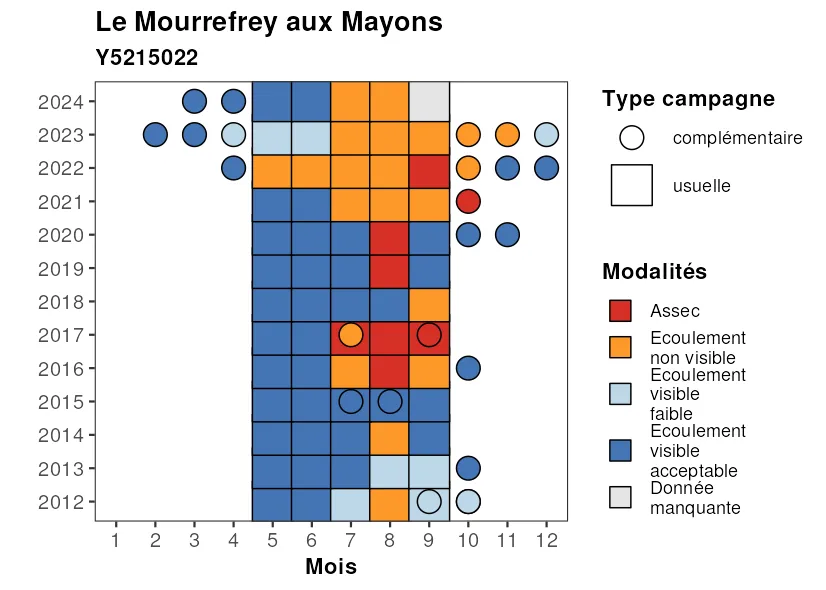 Le Mourrefrey aux Mayons
Y5215022
2024
2023
2022
2021
2020
2019
2018
2017
2016
2015
2014
2013
2012
1 2 3 4 5 6 7 8 9 10 11 12
Mois
Type campagne
complémentaire
usuelle
Modalités
Assec
Ecoulement
non visible
Ecoulement
visible
faible
Ecoulement
visible
acceptable
Donnée
manquante